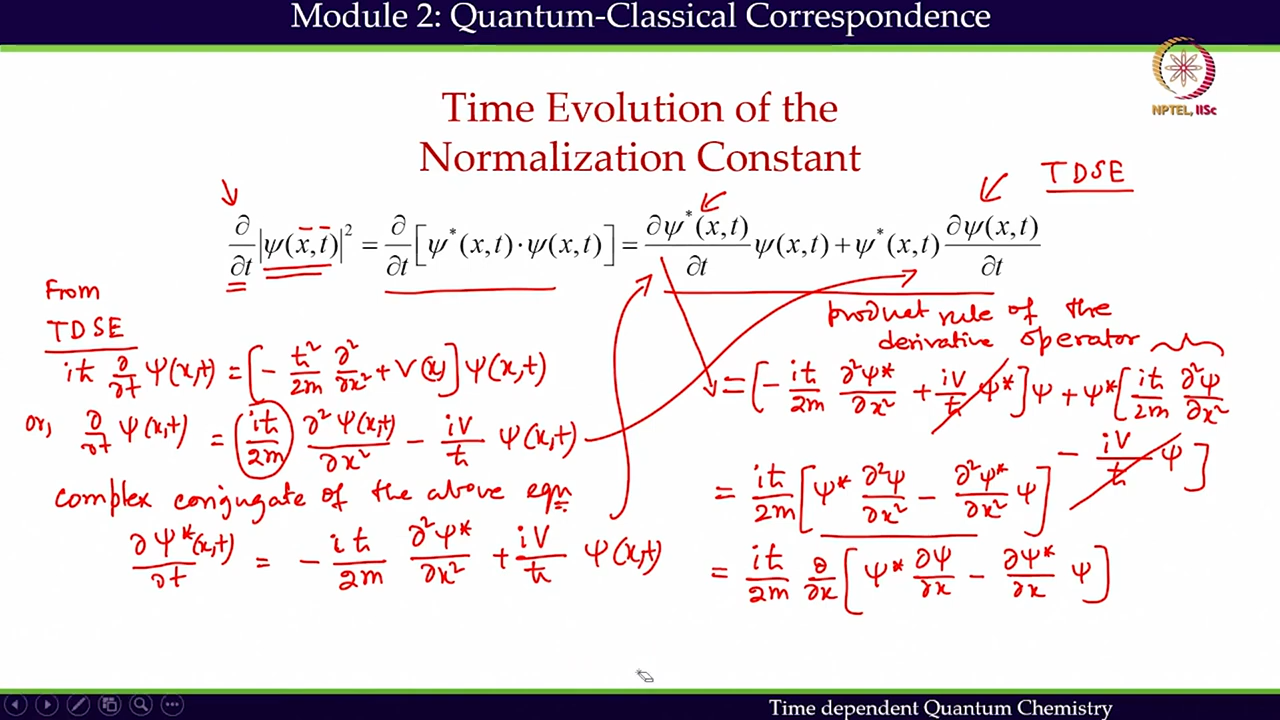 Module 2: Quantum-Classical Correspondence
NPTEL, IISc
Time Evolution of the
Normalization Constant
TDSE
∂/∂t |ψ(x,t)|² = ∂/∂t [ψ*(x,t)·ψ(x,t)] = ∂ψ*(x,t)/∂t ψ(x,t) + ψ*(x,t) ∂ψ(x,t)/∂t
product rule of the
derivative operator
From
TDSE
iħ ∂/∂t ψ(x,t) = [- ħ²/2m ∂²/∂x² + V(x)] ψ(x,t)
or, ∂/∂t ψ(x,t) = iħ/2m ∂²ψ(x,t)/∂x² - iV/ħ ψ(x,t)
complex conjugate of the above eqn
∂ψ*(x,t)/∂t = - iħ/2m ∂²ψ*/∂x² + iV/ħ ψ(x,t)
= [- iħ/2m ∂²ψ*/∂x² + iV/ħ ψ*] ψ + ψ* [iħ/2m ∂²ψ/∂x²
- iV/ħ ψ]
= iħ/2m [ψ* ∂²ψ/∂x² - ∂²ψ*/∂x² ψ]
= iħ/2m ∂/∂x [ψ* ∂ψ/∂x - ∂ψ*/∂x ψ]
Time dependent Quantum Chemistry